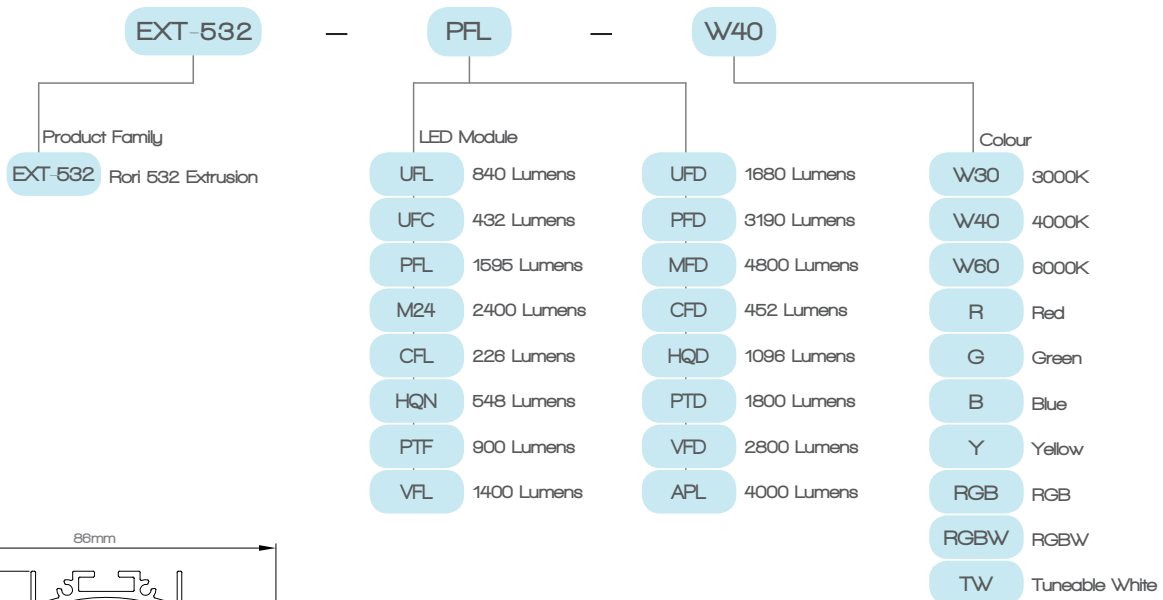 EXT-532 — PFL — W40
Product Family
EXT-532 Rori 532 Extrusion
LED Module
UFL 840 Lumens
UFC 432 Lumens
PFL 1595 Lumens
M24 2400 Lumens
CFL 226 Lumens
HQN 548 Lumens
PTF 900 Lumens
VFL 1400 Lumens
UFD 1680 Lumens
PFD 3190 Lumens
MFD 4800 Lumens
CFD 452 Lumens
HQD 1096 Lumens
PTD 1800 Lumens
VFD 2800 Lumens
APL 4000 Lumens
Colour
W30 3000K
W40 4000K
W60 6000K
R Red
G Green
B Blue
Y Yellow
RGB RGB
RGBW RGBW
TW Tuneable White
86mm